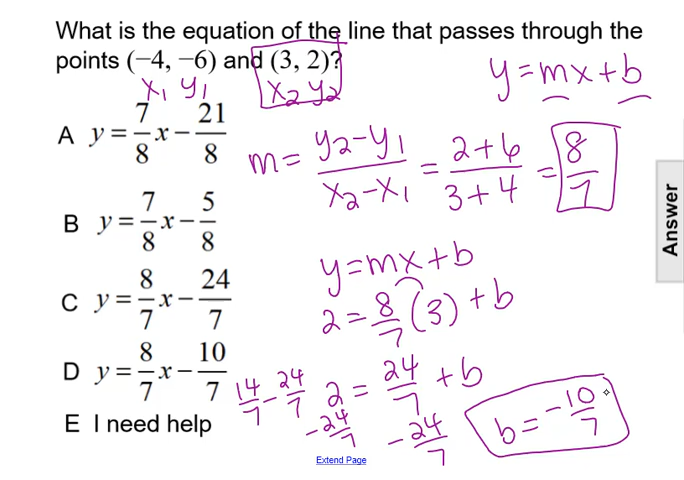 What is the equation of the line that passes through the
points (−4, −6) and (3, 2)?
x₁ y₁
x₂ y₂
y = mx + b
A y = 7/8 x − 21/8
B y = 7/8 x − 5/8
C y = 8/7 x − 24/7
D y = 8/7 x − 10/7
E I need help
m = (y₂ − y₁)/(x₂ − x₁) = (2 + 6)/(3 + 4) = 8/7
y = mx + b
2 = 8/7 (3) + b
14/7 − 24/7
2 = 24/7 + b
−24/7 −24/7
b = −10/7
Extend Page
Answer